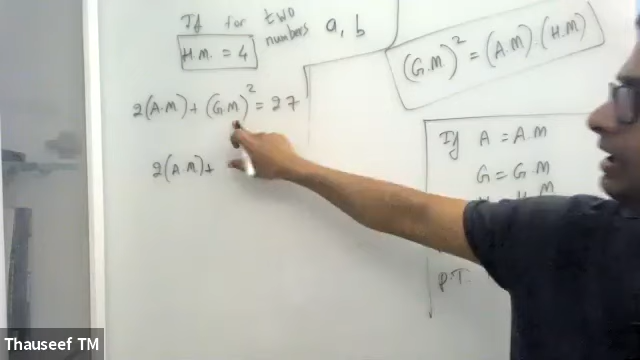 If for two numbers a, b
H.M. = 4
2(A.M) + (G.M)² = 27
2(A.M) +
(G.M)² = (A.M) . (H.M)
If A = A.M
G = G.M
P.T.
Thauseef TM